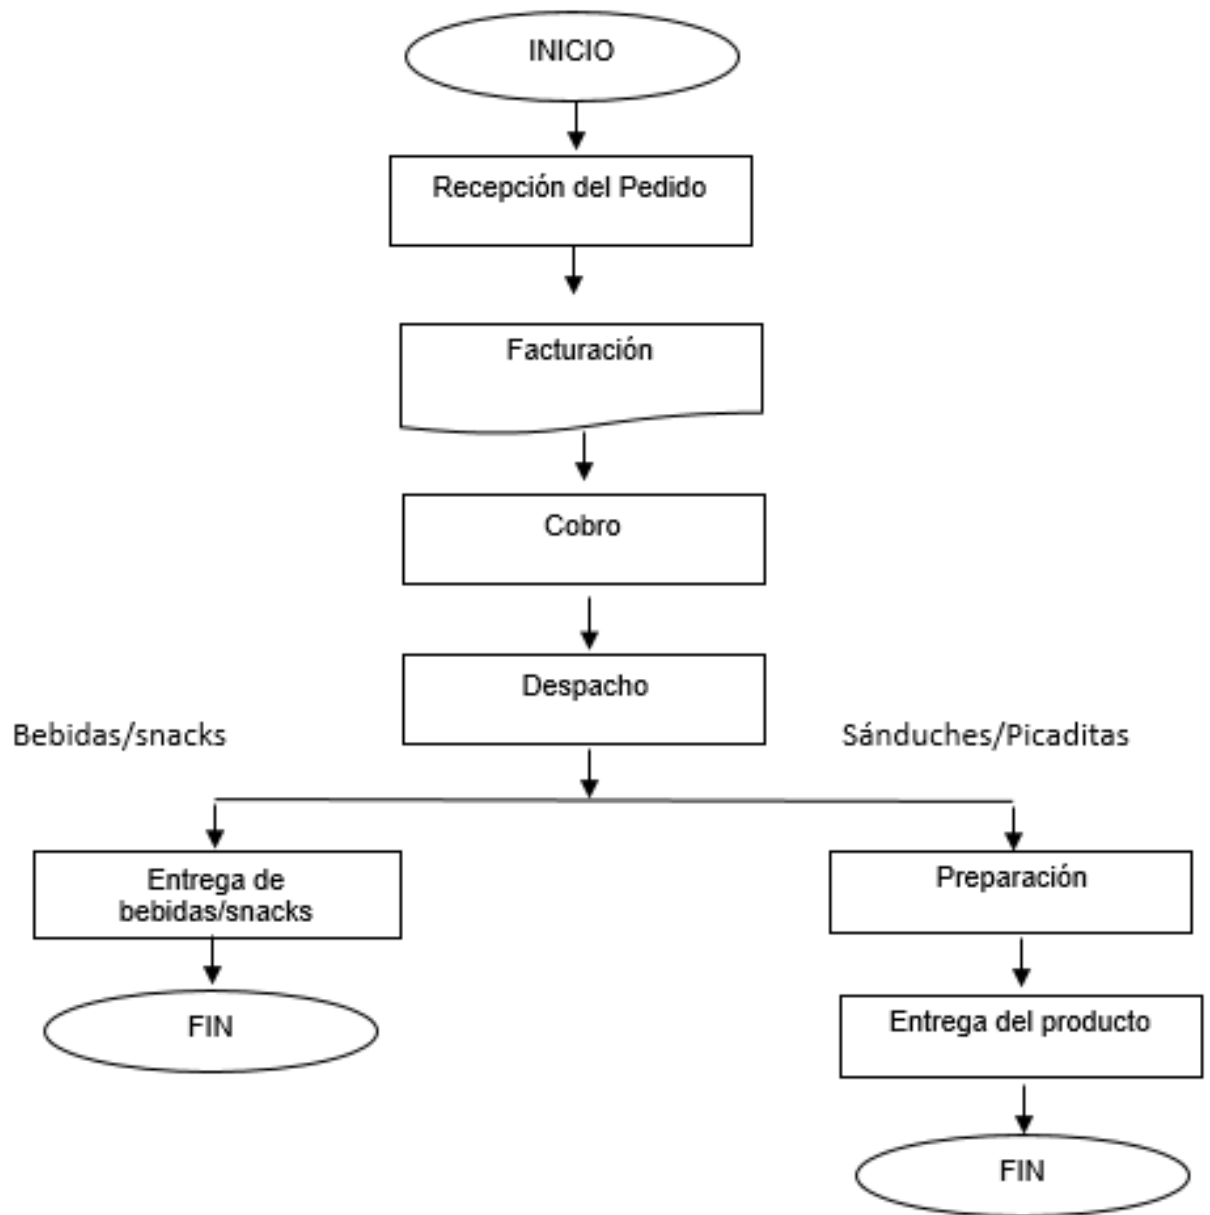 INICIO
Recepción del Pedido
Facturación
Cobro
Despacho
Bebidas/snacks
Sánduches/Picaditas
Entrega de
bebidas/snacks
FIN
Preparación
Entrega del producto
FIN